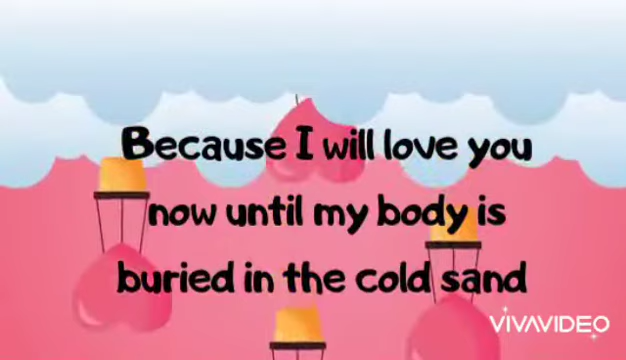 Because I will love you
now until my body is
buried in the cold sand
VIVAVIDEO